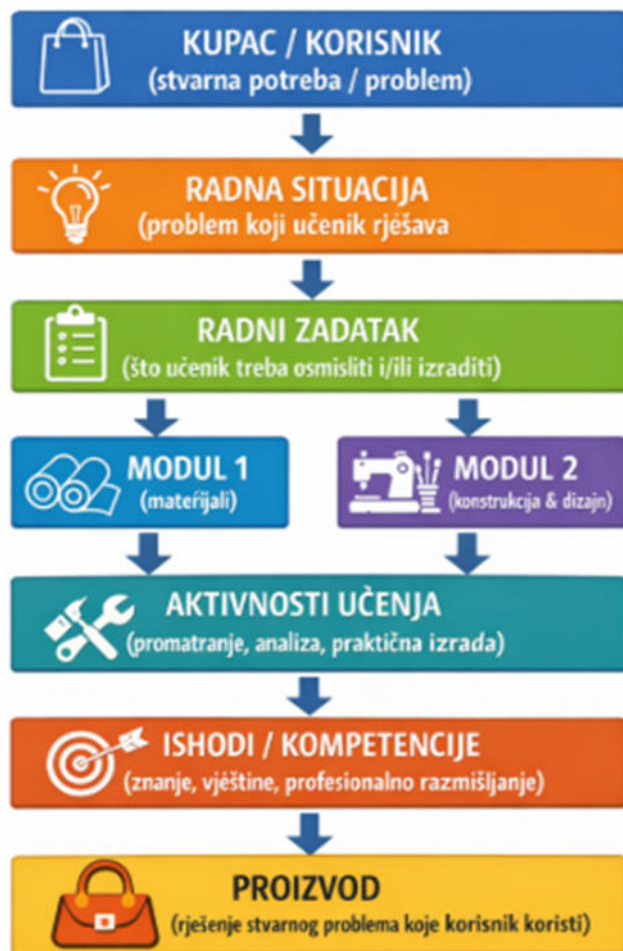 KUPAC / KORISNIK
(stvarna potreba / problem)
RADNA SITUACIJA
(problem koji učenik rješava
RADNI ZADATAK
(što učenik treba osmisliti i/ili izraditi)
MODUL 1
(materijali)
MODUL 2
(konstrukcija & dizajn)
AKTIVNOSTI UČENJA
(promatranje, analiza, praktična izrada)
ISHODI / KOMPETENCIJE
(znanje, vještine, profesionalno razmišljanje)
PROIZVOD
(rješenje stvarnog problema koje korisnik koristi)